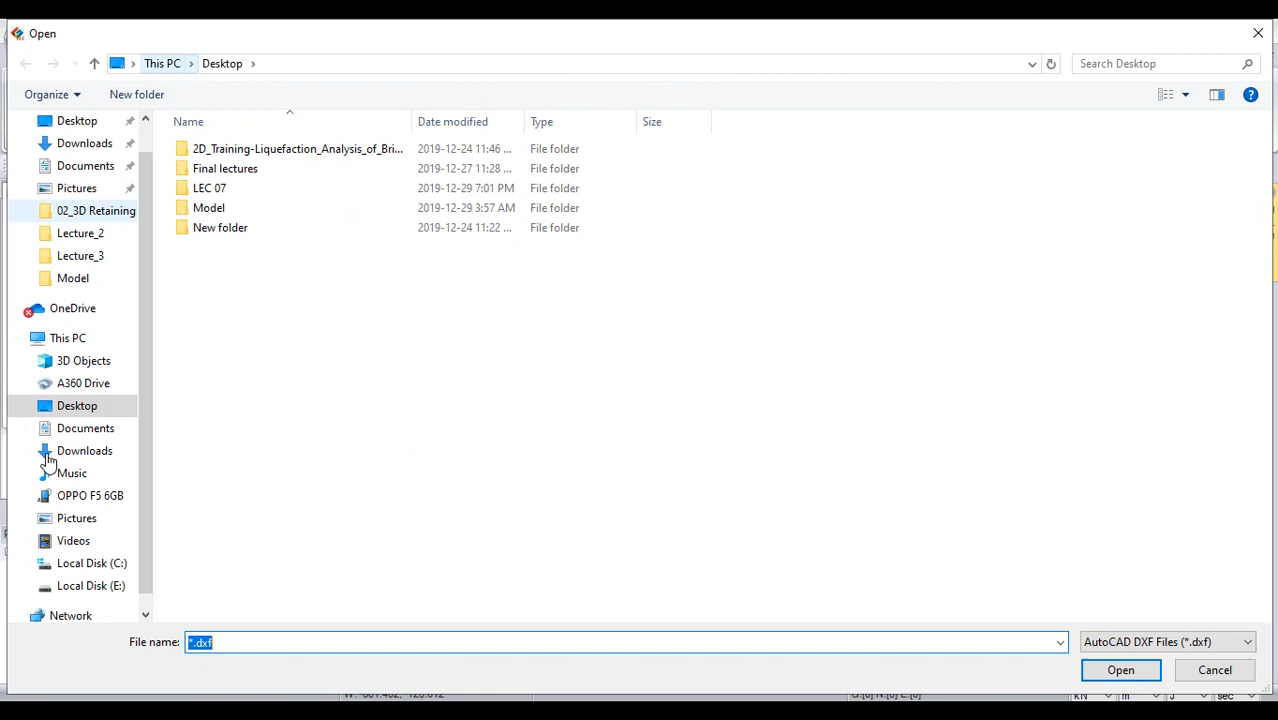 Open
This PC
Desktop
Search Desktop
Organize
New folder
Name
Date modified
Type
Size
2D_Training-Liquefaction_Analysis_of_Bri... 2019-12-24 11:46 ... File folder
Final lectures 2019-12-27 11:28 ... File folder
LEC 07 2019-12-29 7:01 PM File folder
Model 2019-12-29 3:57 AM File folder
New folder 2019-12-24 11:22 ... File folder
Desktop
Downloads
Documents
Pictures
02_3D Retaining
Lecture_2
Lecture_3
Model
OneDrive
This PC
3D Objects
A360 Drive
Desktop
Documents
Downloads
Music
OPPO F5 6GB
Pictures
Videos
Local Disk (C:)
Local Disk (E:)
Network
File name: *.dxf
AutoCAD DXF Files (*.dxf)
Open
Cancel
kN m J sec